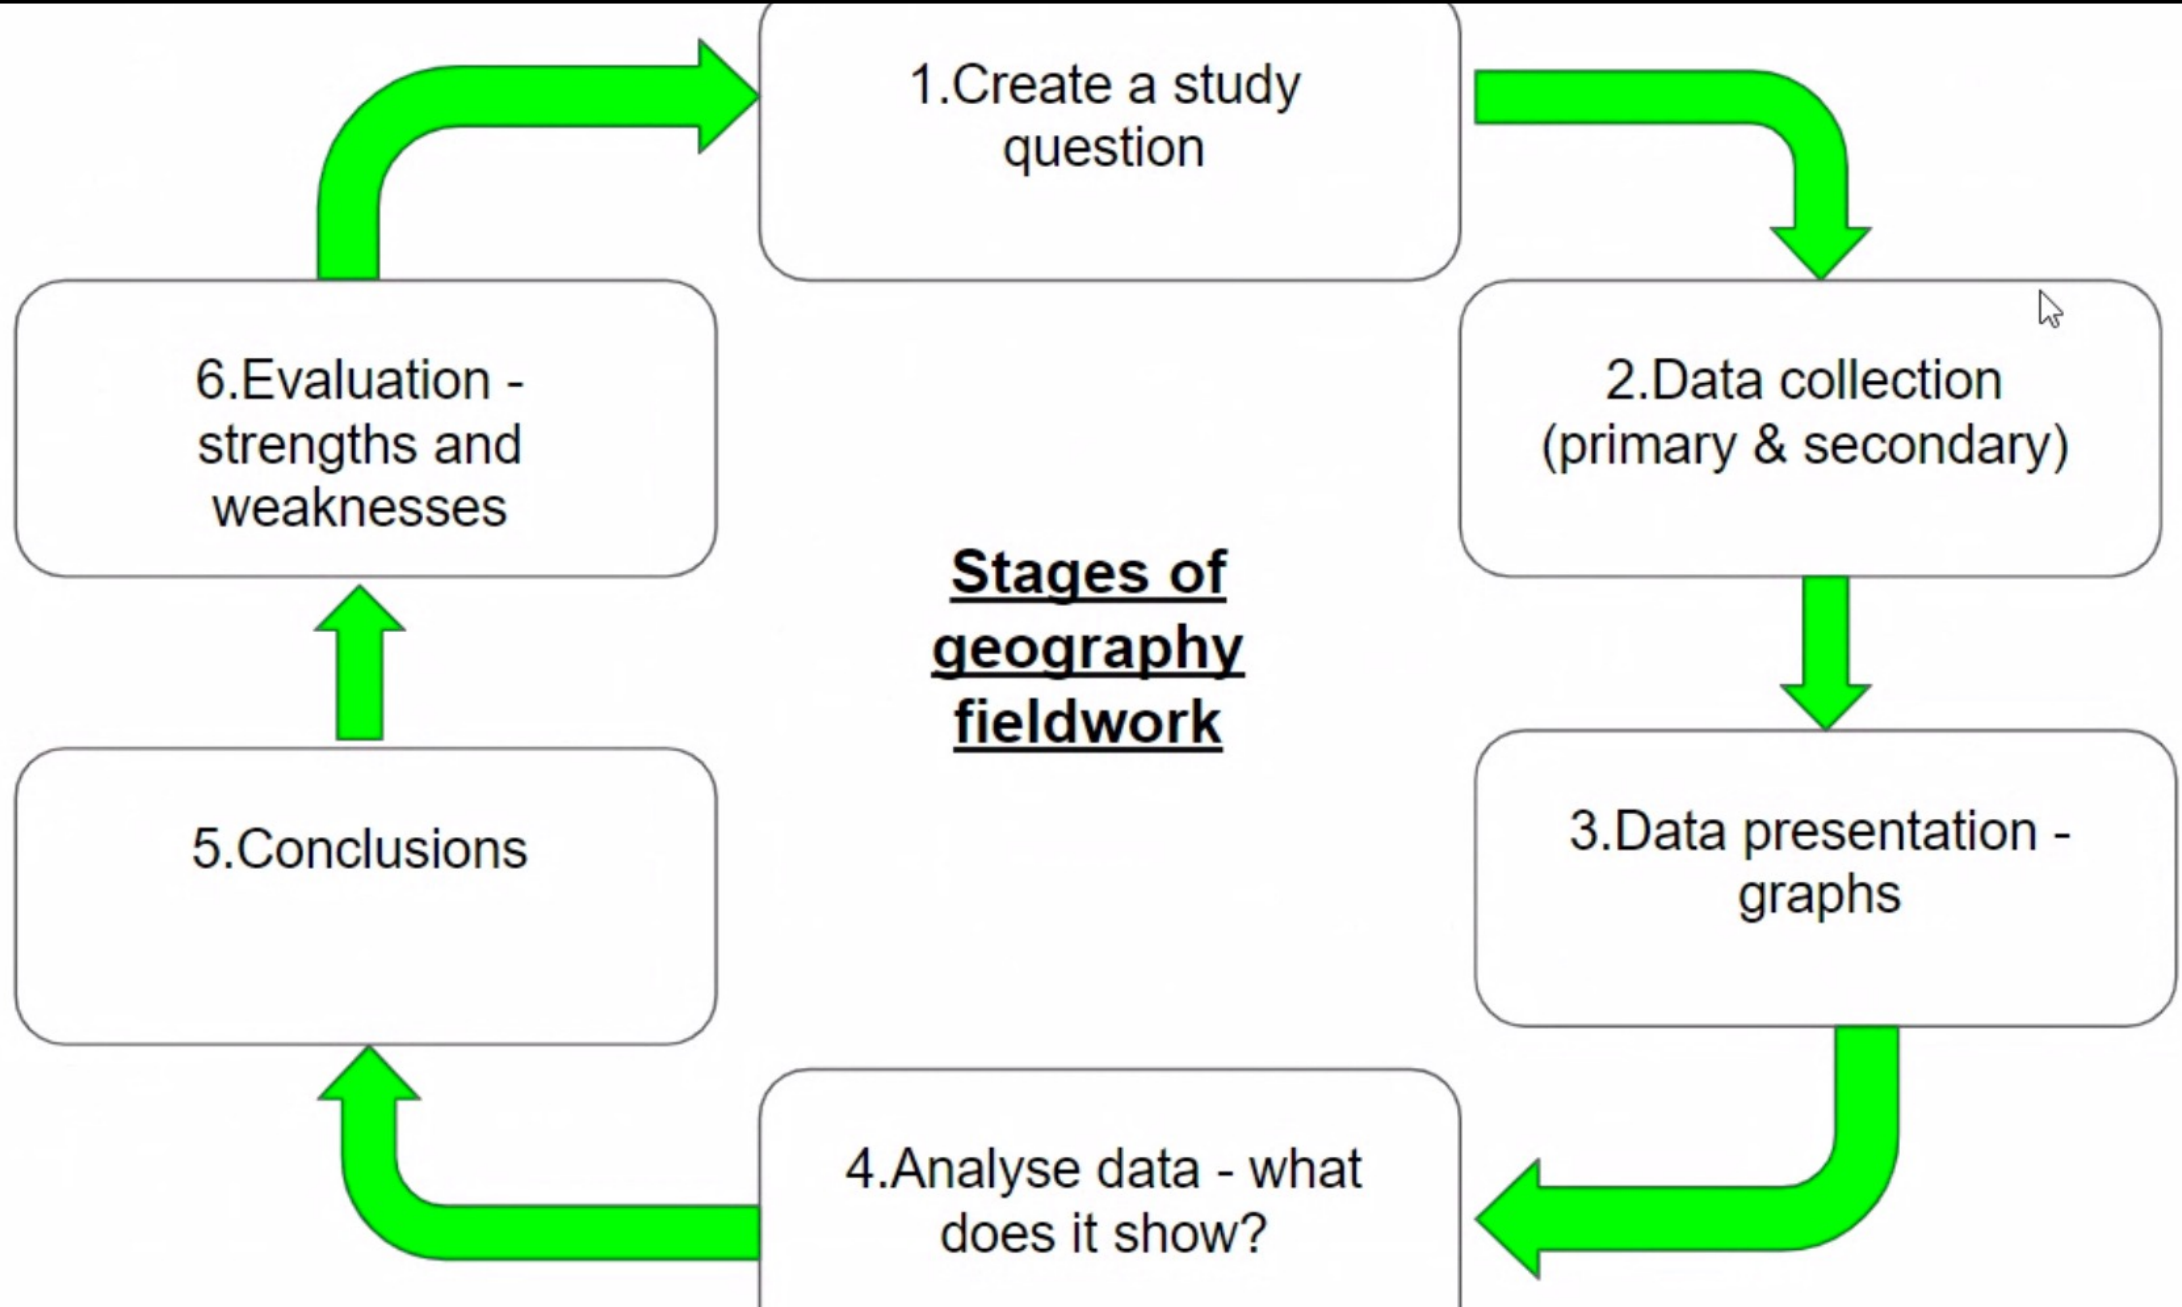 1.Create a study
question
2.Data collection
(primary & secondary)
3.Data presentation -
graphs
4.Analyse data - what
does it show?
5.Conclusions
6.Evaluation -
strengths and
weaknesses
Stages of
geography
fieldwork